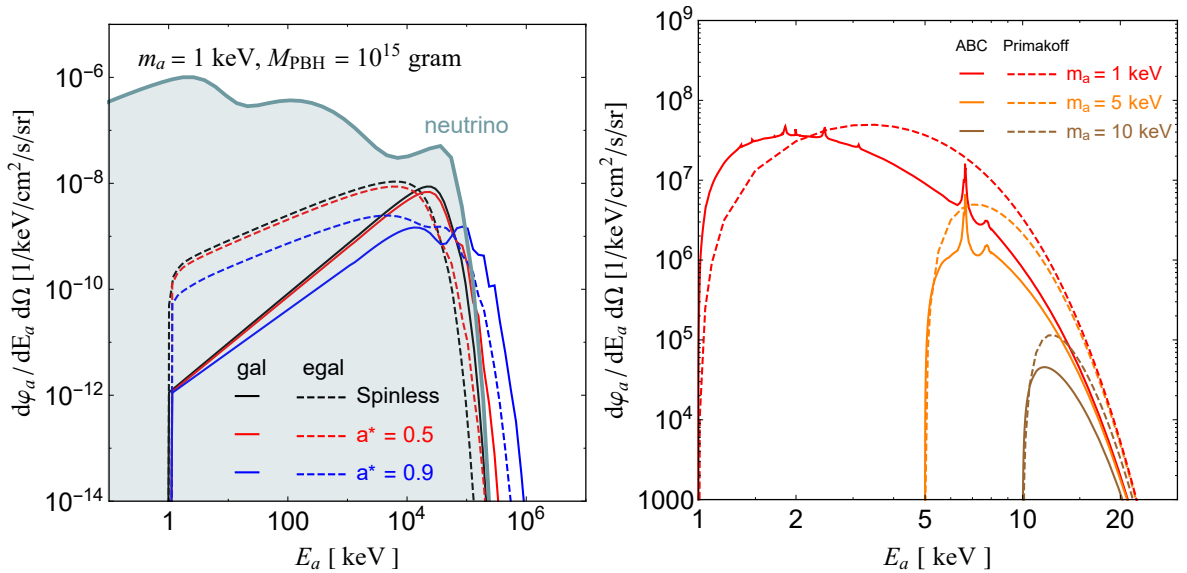 m_a = 1 keV, M_PBH = 10^15 gram
neutrino
gal egal
Spinless
a* = 0.5
a* = 0.9
10^-6
10^-8
10^-10
10^-12
10^-14
1 100 10^4 10^6
E_a [ keV]
dφ_a / dE_a dΩ [1/keV/cm^2/s/sr]
ABC Primakoff
m_a = 1 keV
m_a = 5 keV
m_a = 10 keV
10^9
10^8
10^7
10^6
10^5
10^4
1000
1 2 5 10 20
E_a [ keV]
dφ_a / dE_a dΩ [1/keV/cm^2/s/sr]